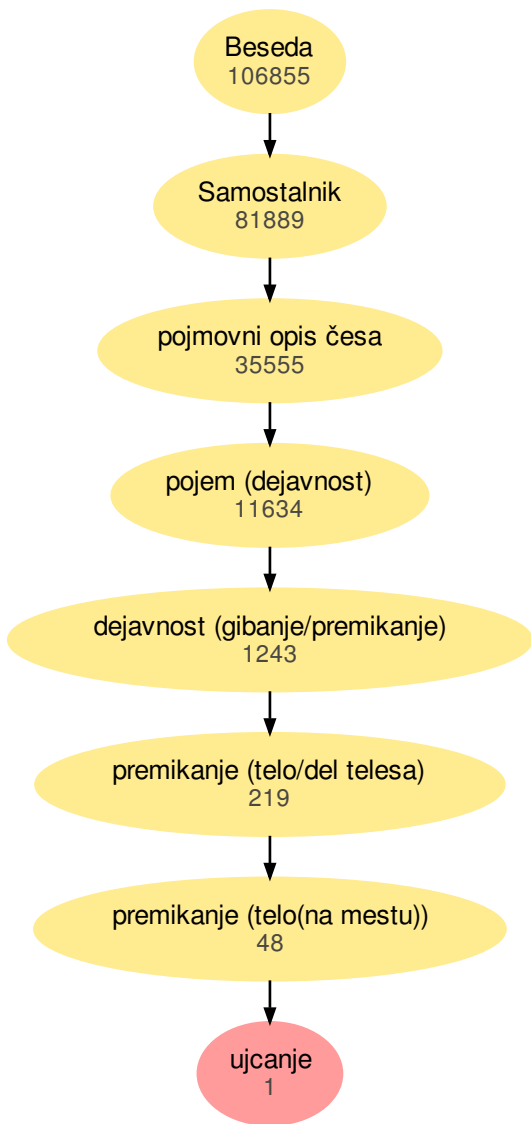 Beseda
106855
Samostalnik
81889
pojmovni opis česa
35555
pojem (dejavnost)
11634
dejavnost (gibanje/premikanje)
1243
premikanje (telo/del telesa)
219
premikanje (telo(na mestu))
48
ujcanje
1